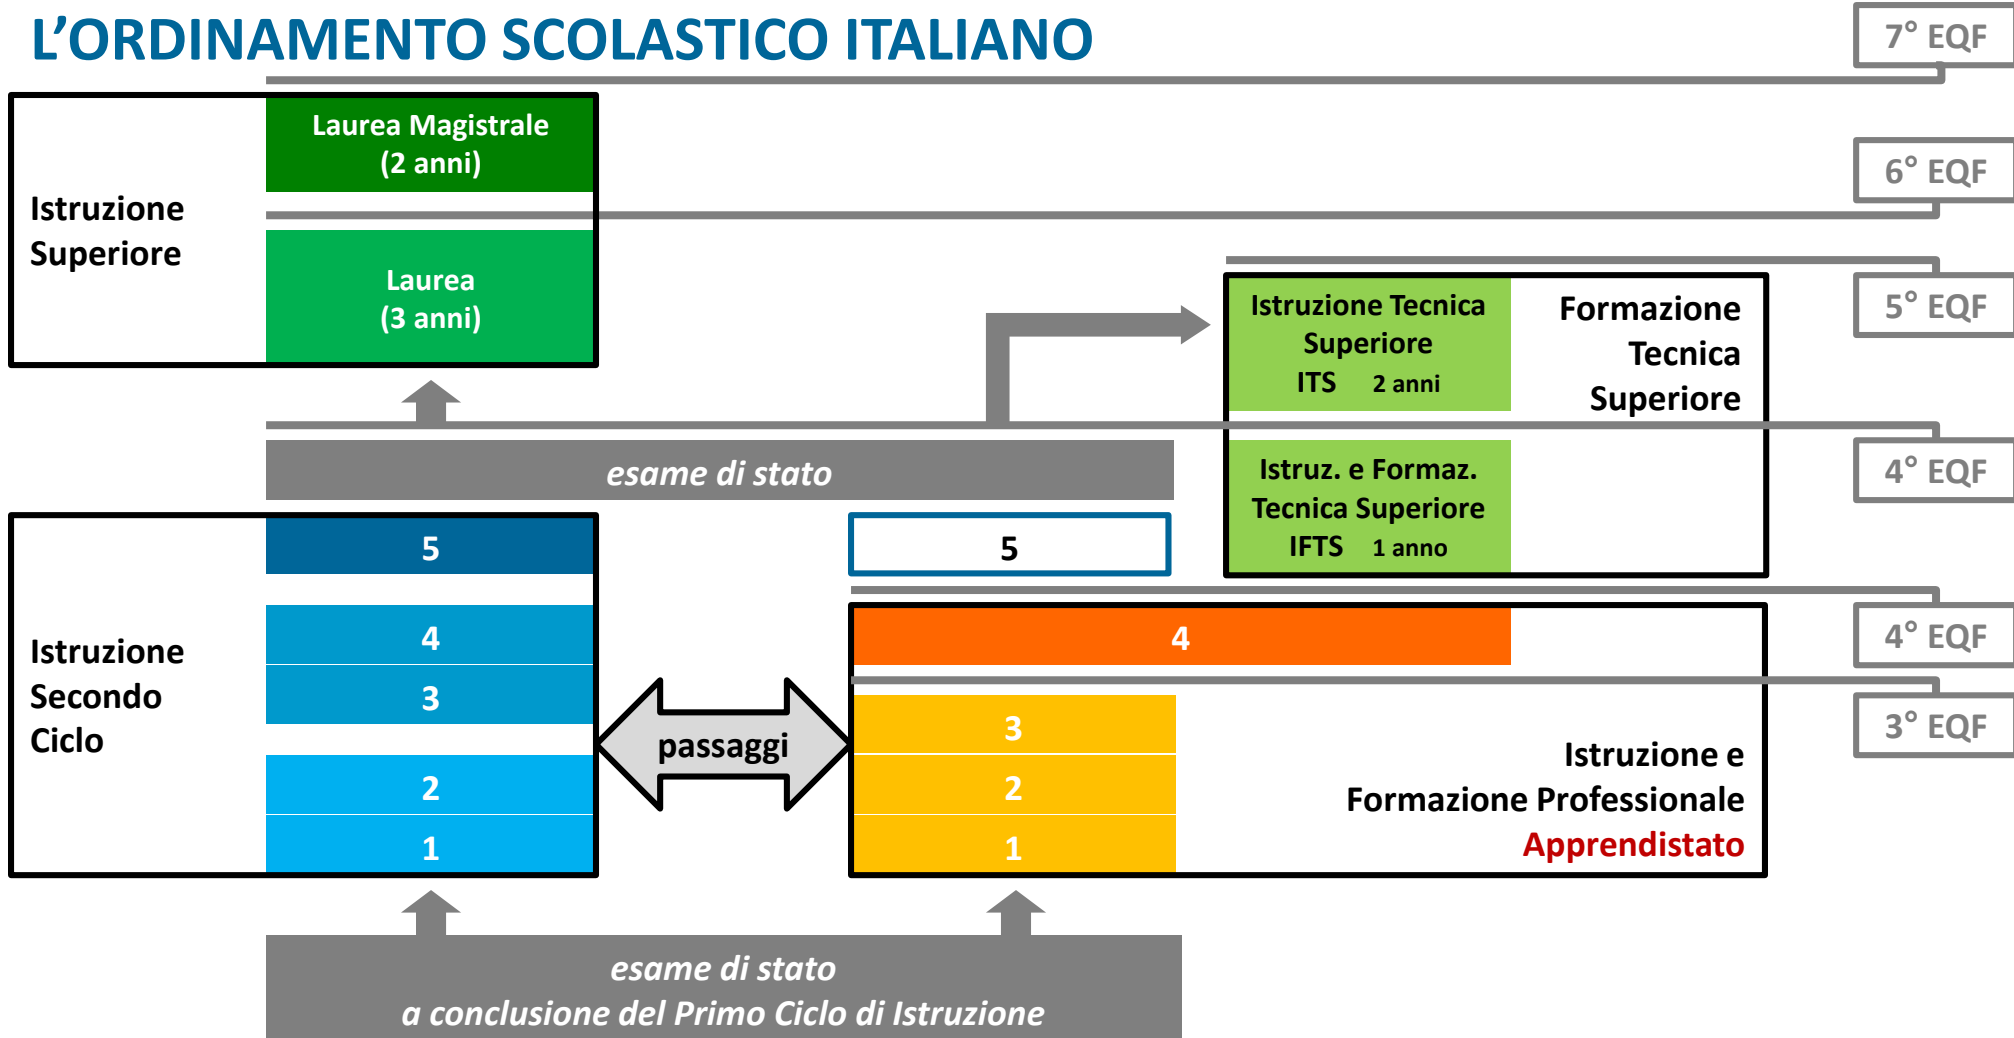 L'ORDINAMENTO SCOLASTICO ITALIANO
7° EQF
Laurea Magistrale
(2 anni)
6° EQF
Istruzione
Superiore
Laurea
(3 anni)
5° EQF
Istruzione Tecnica
Superiore
ITS 2 anni
Formazione
Tecnica
Superiore
esame di stato
4° EQF
Istruz. e Formaz.
Tecnica Superiore
IFTS 1 anno
5
5
Istruzione
Secondo
Ciclo
4
3
2
1
passaggi
4
4° EQF
3° EQF
3
2
1
Istruzione e
Formazione Professionale
Apprendistato
esame di stato
a conclusione del Primo Ciclo di Istruzione